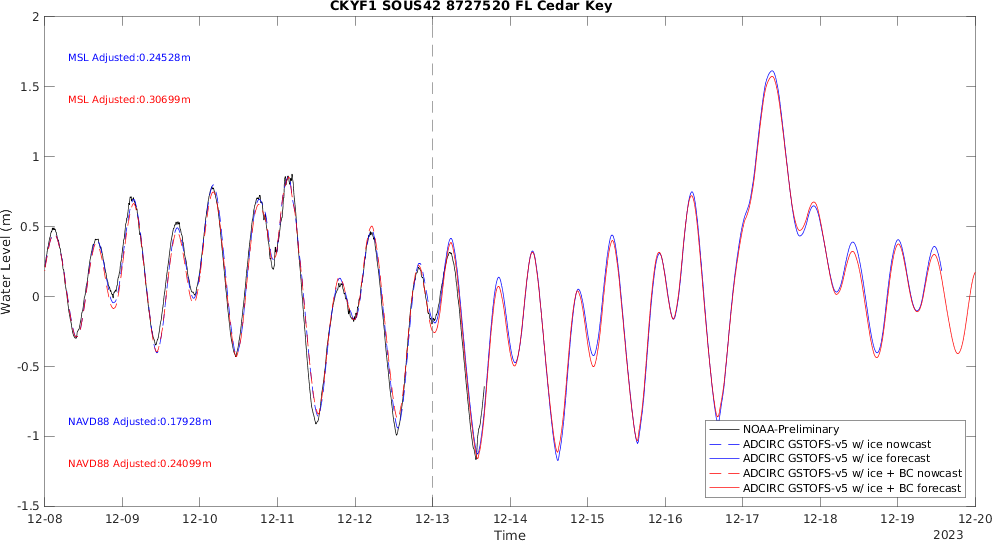 CKYF1 SOUS42 8727520 FL Cedar Key
2
1.5
1
0.5
0
-0.5
-1
-1.5
Water Level (m)
MSL Adjusted:0.24528m
MSL Adjusted:0.30699m
NAVD88 Adjusted:0.17928m
NAVD88 Adjusted:0.24099m
NOAA-Preliminary
ADCIRC GSTOFS-v5 w/ ice nowcast
ADCIRC GSTOFS-v5 w/ ice forecast
ADCIRC GSTOFS-v5 w/ ice + BC nowcast
ADCIRC GSTOFS-v5 w/ ice + BC forecast
12-08 12-09 12-10 12-11 12-12 12-13 12-14 12-15 12-16 12-17 12-18 12-19 12-20
Time
2023